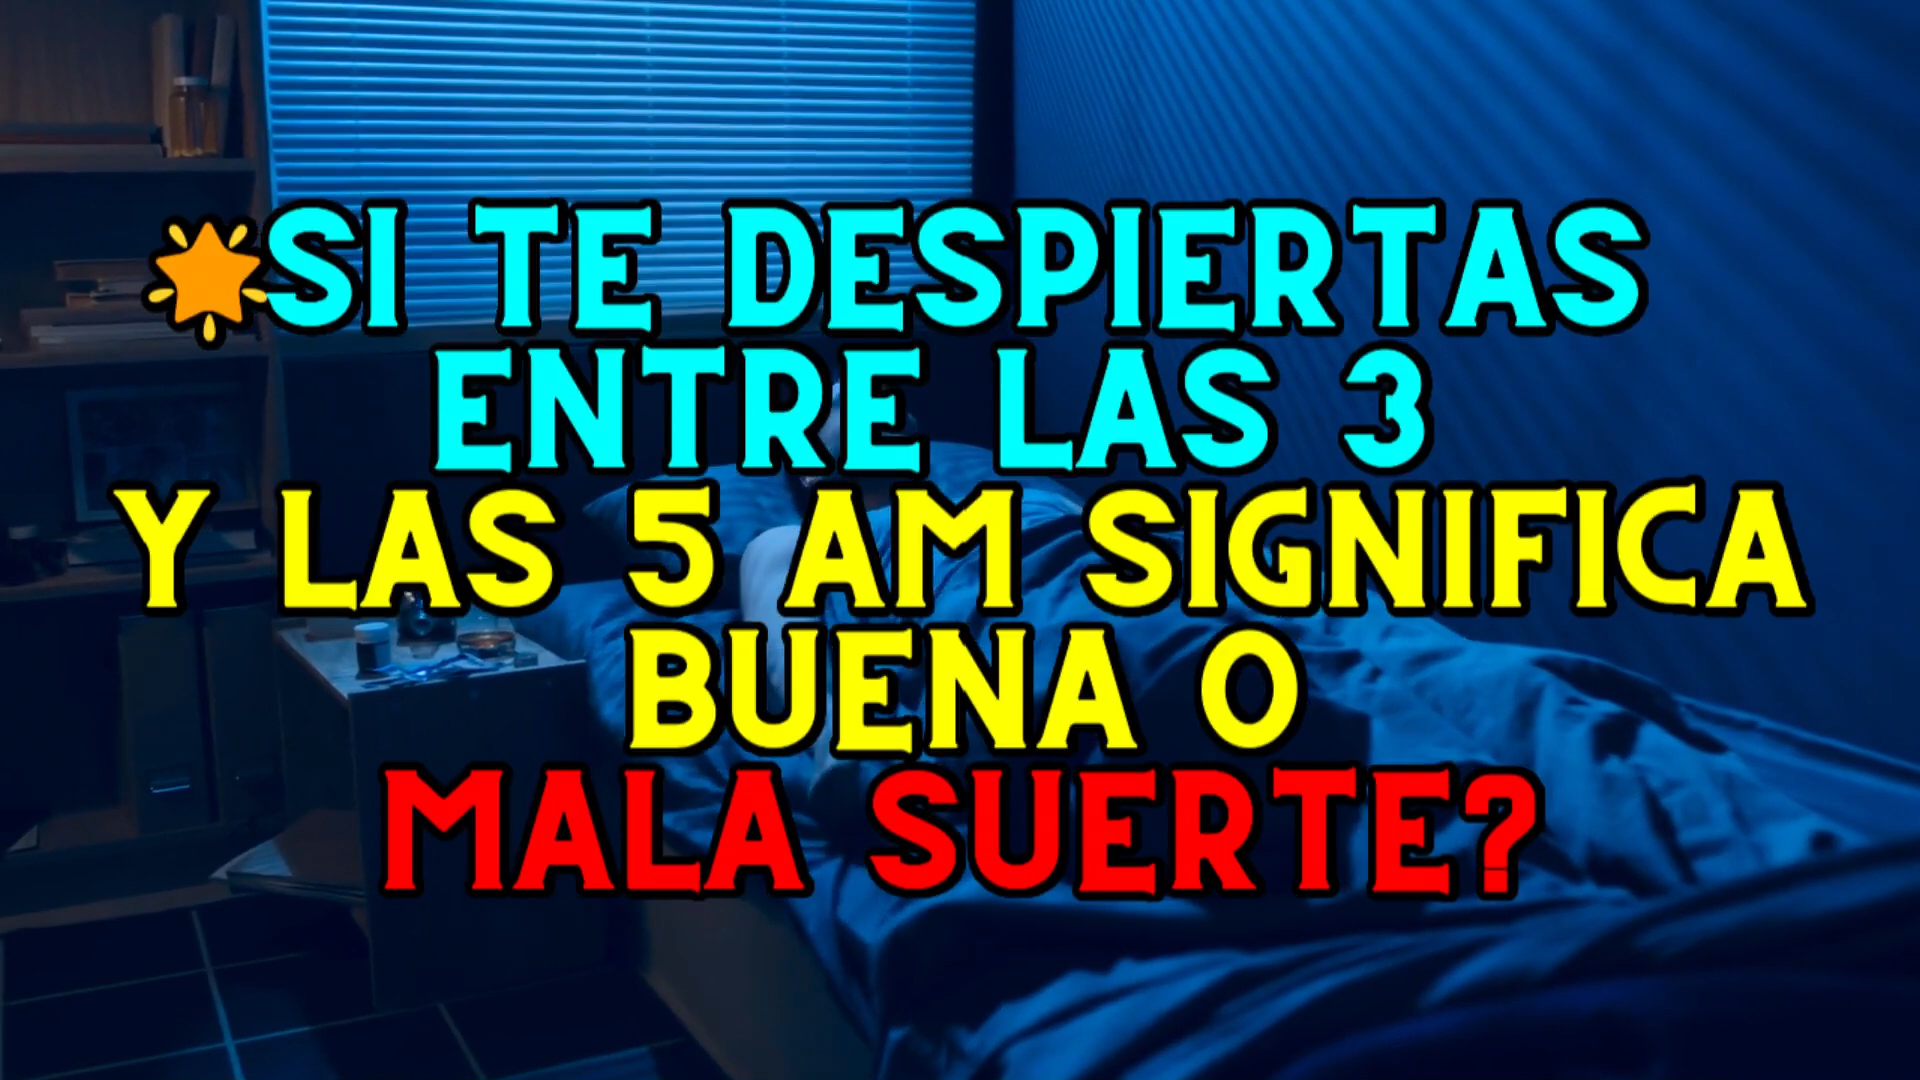 🌟SI TE DESPIERTAS
ENTRE LAS 3
Y LAS 5 AM SIGNIFICA
BUENA O
MALA SUERTE?